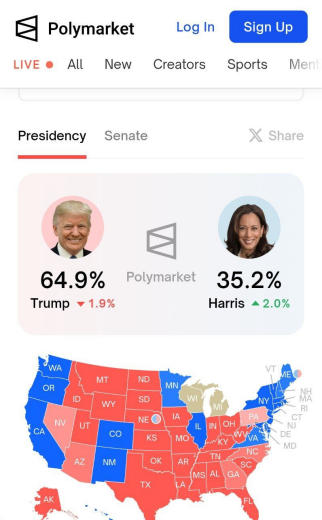 Polymarket
Log In
Sign Up
LIVE
All
New
Creators
Sports
Ment
Presidency
Senate
Share
64.9%
Polymarket
35.2%
Trump
1.9%
Harris
2.0%
WA
OR
CA
NV
ID
MT
WY
UT
AZ
CO
NM
ND
SD
NE
KS
OK
TX
MN
IA
MO
AR
LA
WI
IL
MI
IN
OH
KY
TN
MS
AL
GA
FL
SC
NC
VA
WV
PA
NY
VT
ME
NH
MA
RI
CT
NJ
DE
MD
AK